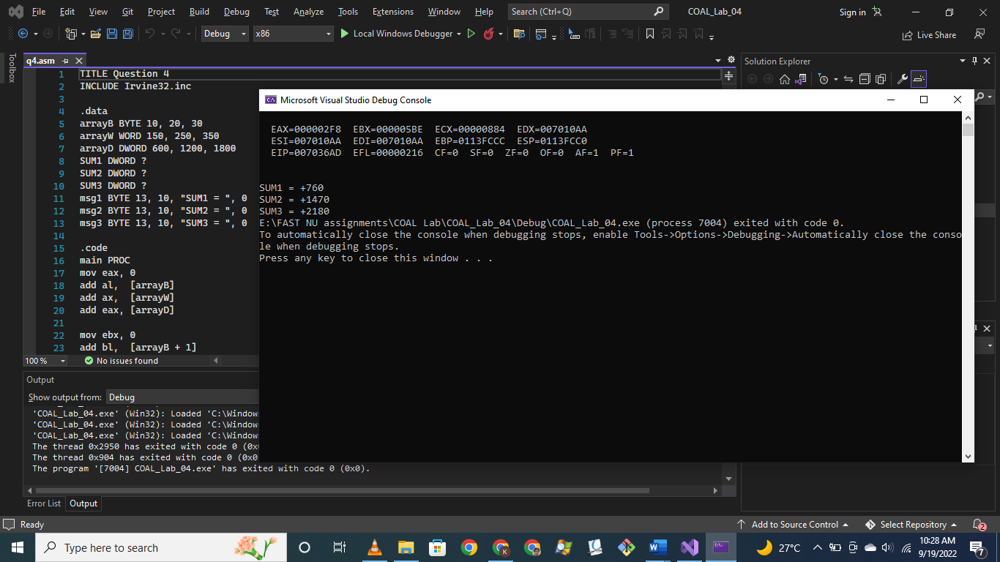 File Edit View Git Project Build Debug Test Analyze Tools Extensions Window Help Search (Ctrl+Q) COAL_Lab_04 Sign in
Debug x86 Local Windows Debugger Live Share
Toolbox
q4.asm
Solution Explorer
1 TITLE Question 4
2 INCLUDE Irvine32.inc
3
4 .data
5 arrayB BYTE 10, 20, 30
6 arrayW WORD 150, 250, 350
7 arrayD DWORD 600, 1200, 1800
8 SUM1 DWORD ?
9 SUM2 DWORD ?
10 SUM3 DWORD ?
11 msg1 BYTE 13, 10, "SUM1 = ", 0
12 msg2 BYTE 13, 10, "SUM2 = ", 0
13 msg3 BYTE 13, 10, "SUM3 = ", 0
14
15 .code
16 main PROC
17 mov eax, 0
18 add al, [arrayB]
19 add ax, [arrayW]
20 add eax, [arrayD]
21
22 mov ebx, 0
23 add bl, [arrayB + 1]
100 % No issues found
Microsoft Visual Studio Debug Console
EAX=000002F8 EBX=000005BE ECX=00000884 EDX=007010AA
ESI=007010AA EDI=007010AA EBP=0113FCCC ESP=0113FCC0
EIP=007036AD EFL=00000216 CF=0 SF=0 ZF=0 OF=0 AF=1 PF=1
SUM1 = +760
SUM2 = +1470
SUM3 = +2180
E:\FAST NU assignments\COAL Lab\COAL_Lab_04\Debug\COAL_Lab_04.exe (process 7004) exited with code 0.
To automatically close the console when debugging stops, enable Tools->Options->Debugging->Automatically close the conso
le when debugging stops.
Press any key to close this window . . .
Output
Show output from: Debug
'COAL_Lab_04.exe' (Win32): Loaded 'C:\Window
'COAL_Lab_04.exe' (Win32): Loaded 'C:\Window
'COAL_Lab_04.exe' (Win32): Loaded 'C:\Window
The thread 0x2950 has exited with code 0 (0x
The thread 0x904 has exited with code 0 (0x0
The program '[7004] COAL_Lab_04.exe' has exited with code 0 (0x0).
Error List Output
Ready Add to Source Control Select Repository 2
Type here to search 27°C 10:28 AM
9/19/2022 7